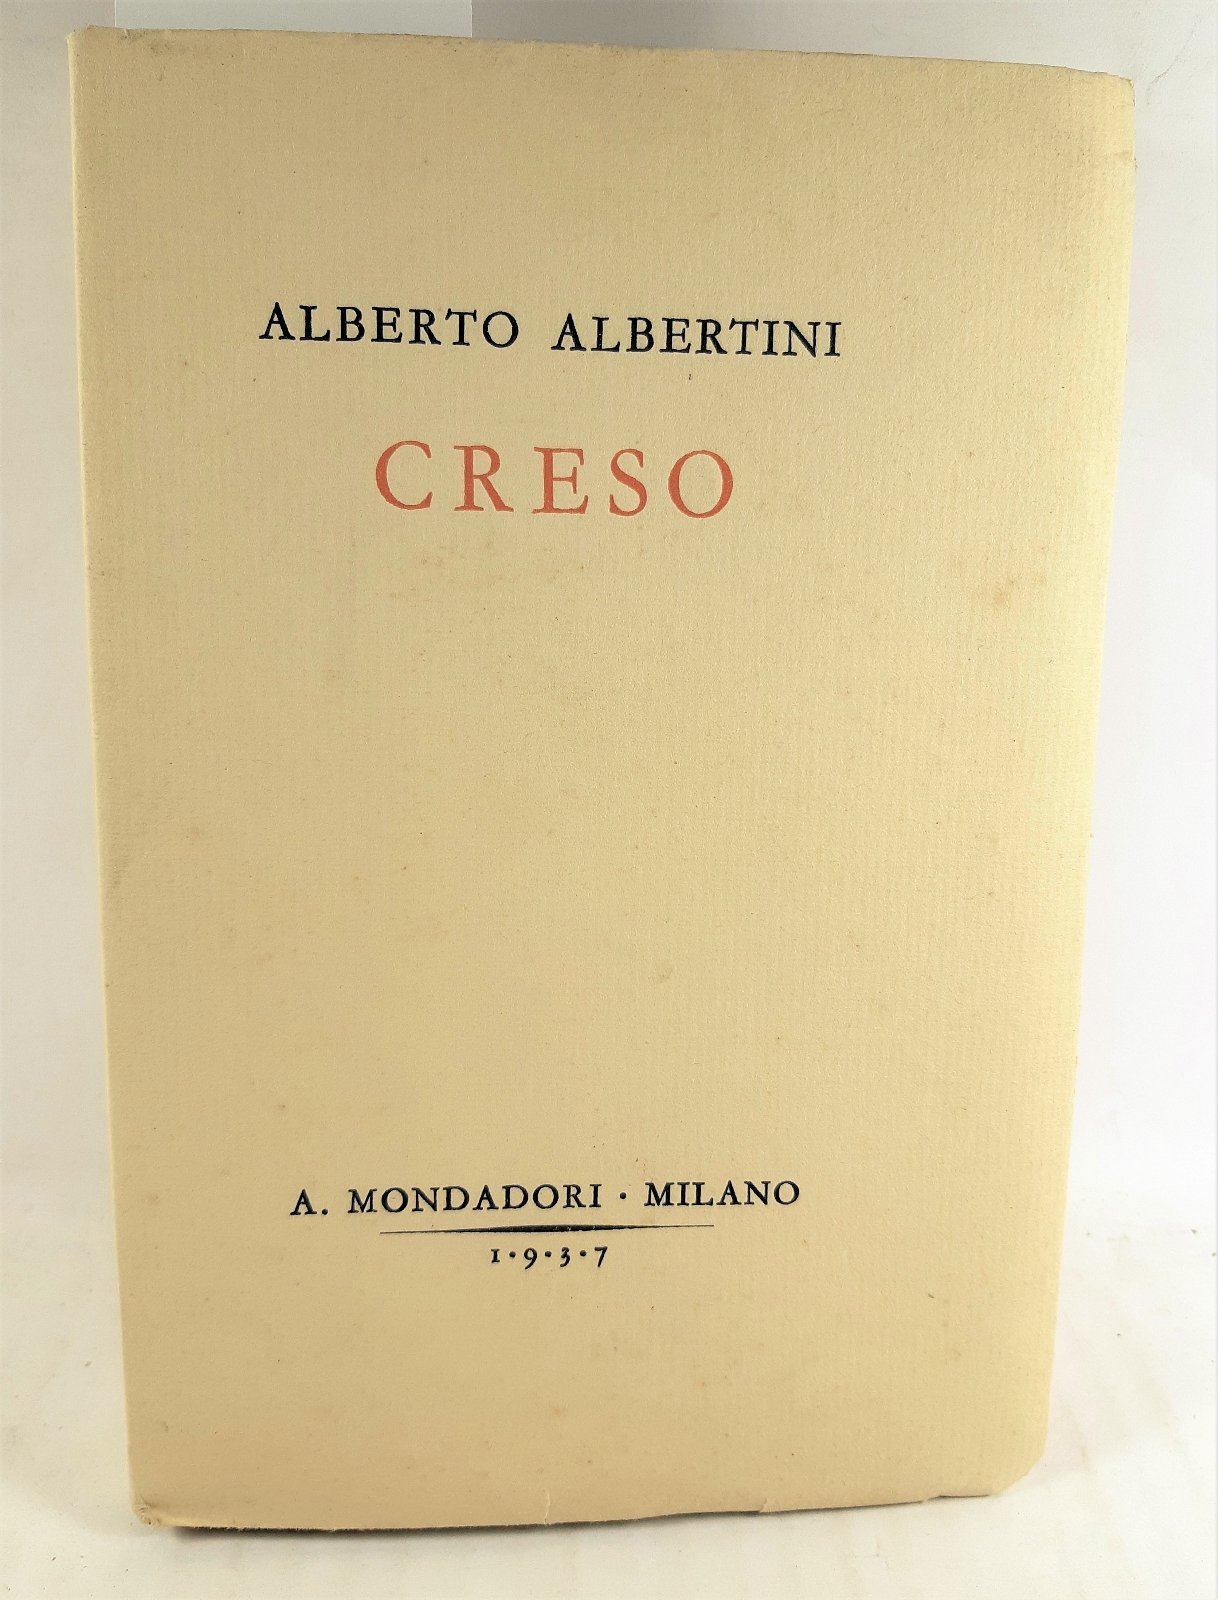 ALBERTO ALBERTINI
CRESO
A. MONDADORI · MILANO
1·9·3·7